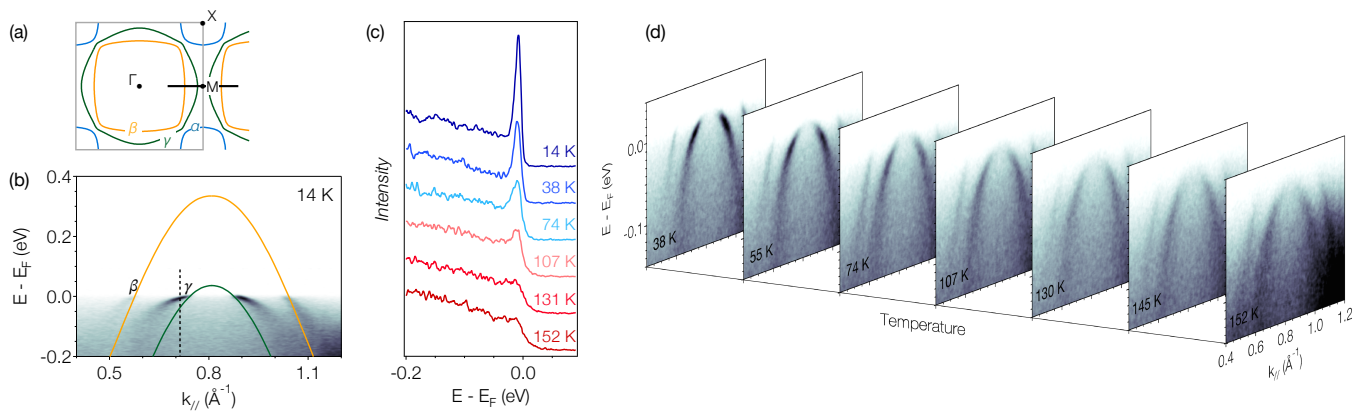 (a)
X
Γ
M
β
γ
α
(b)
0.4
0.2
0.0
-0.2
E - E_F (eV)
14 K
β
γ
0.5
0.8
1.1
k_// (Å⁻¹)
(c)
Intensity
14 K
38 K
74 K
107 K
131 K
152 K
-0.2
0.0
E - E_F (eV)
(d)
0.0
-0.1
E - E_F (eV)
38 K
55 K
74 K
107 K
130 K
145 K
152 K
Temperature
0.4
0.6
0.8
1.0
1.2
k_// (Å⁻¹)